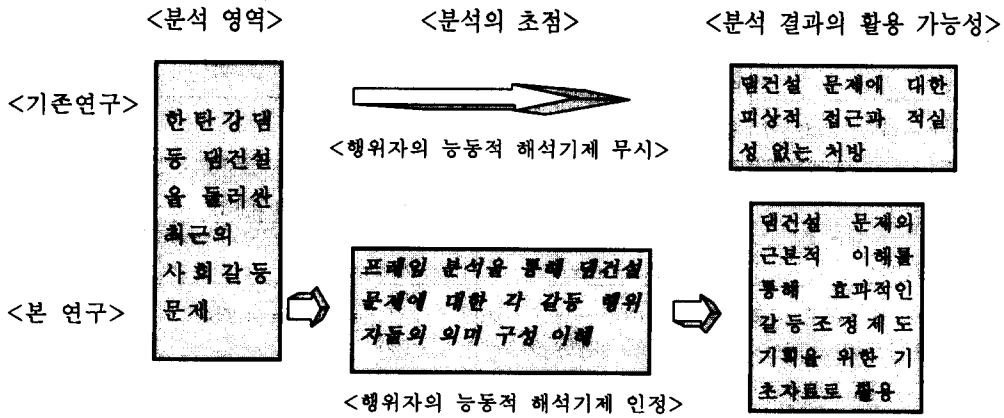 <분석 영역>
<분석의 초점>
<분석 결과의 활용 가능성>
<기존연구>
<본 연구>
한탄강댐
등 댐건설
을 둘러싼
최근의
사회갈등
문제
<행위자의 능동적 해석기제 무시>
댐건설 문제에 대한
피상적 접근과 적실
성 없는 처방
프레임 분석을 통해 댐건설
문제에 대한 각 갈등 행위
자들의 의미 구성 이해
<행위자의 능동적 해석기제 인정>
댐건설 문제의
근본적 이해를
통해 효과적인
갈등조정제도
기획을 위한 기
초자료로 활용